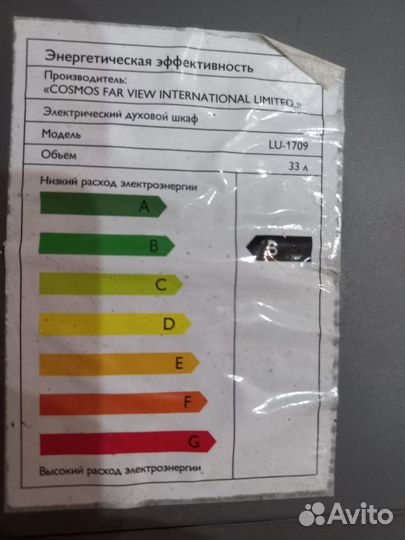 Энергетическая эффективность
Производитель:
«COSMOS FAR VIEW INTERNATIONAL LIMITED.»
Электрический духовой шкаф
Модель LU-1709
Объем 33 л
Низкий расход электроэнергии
A
B B
C
D
E
F
G
Высокий расход электроэнергии
Avito